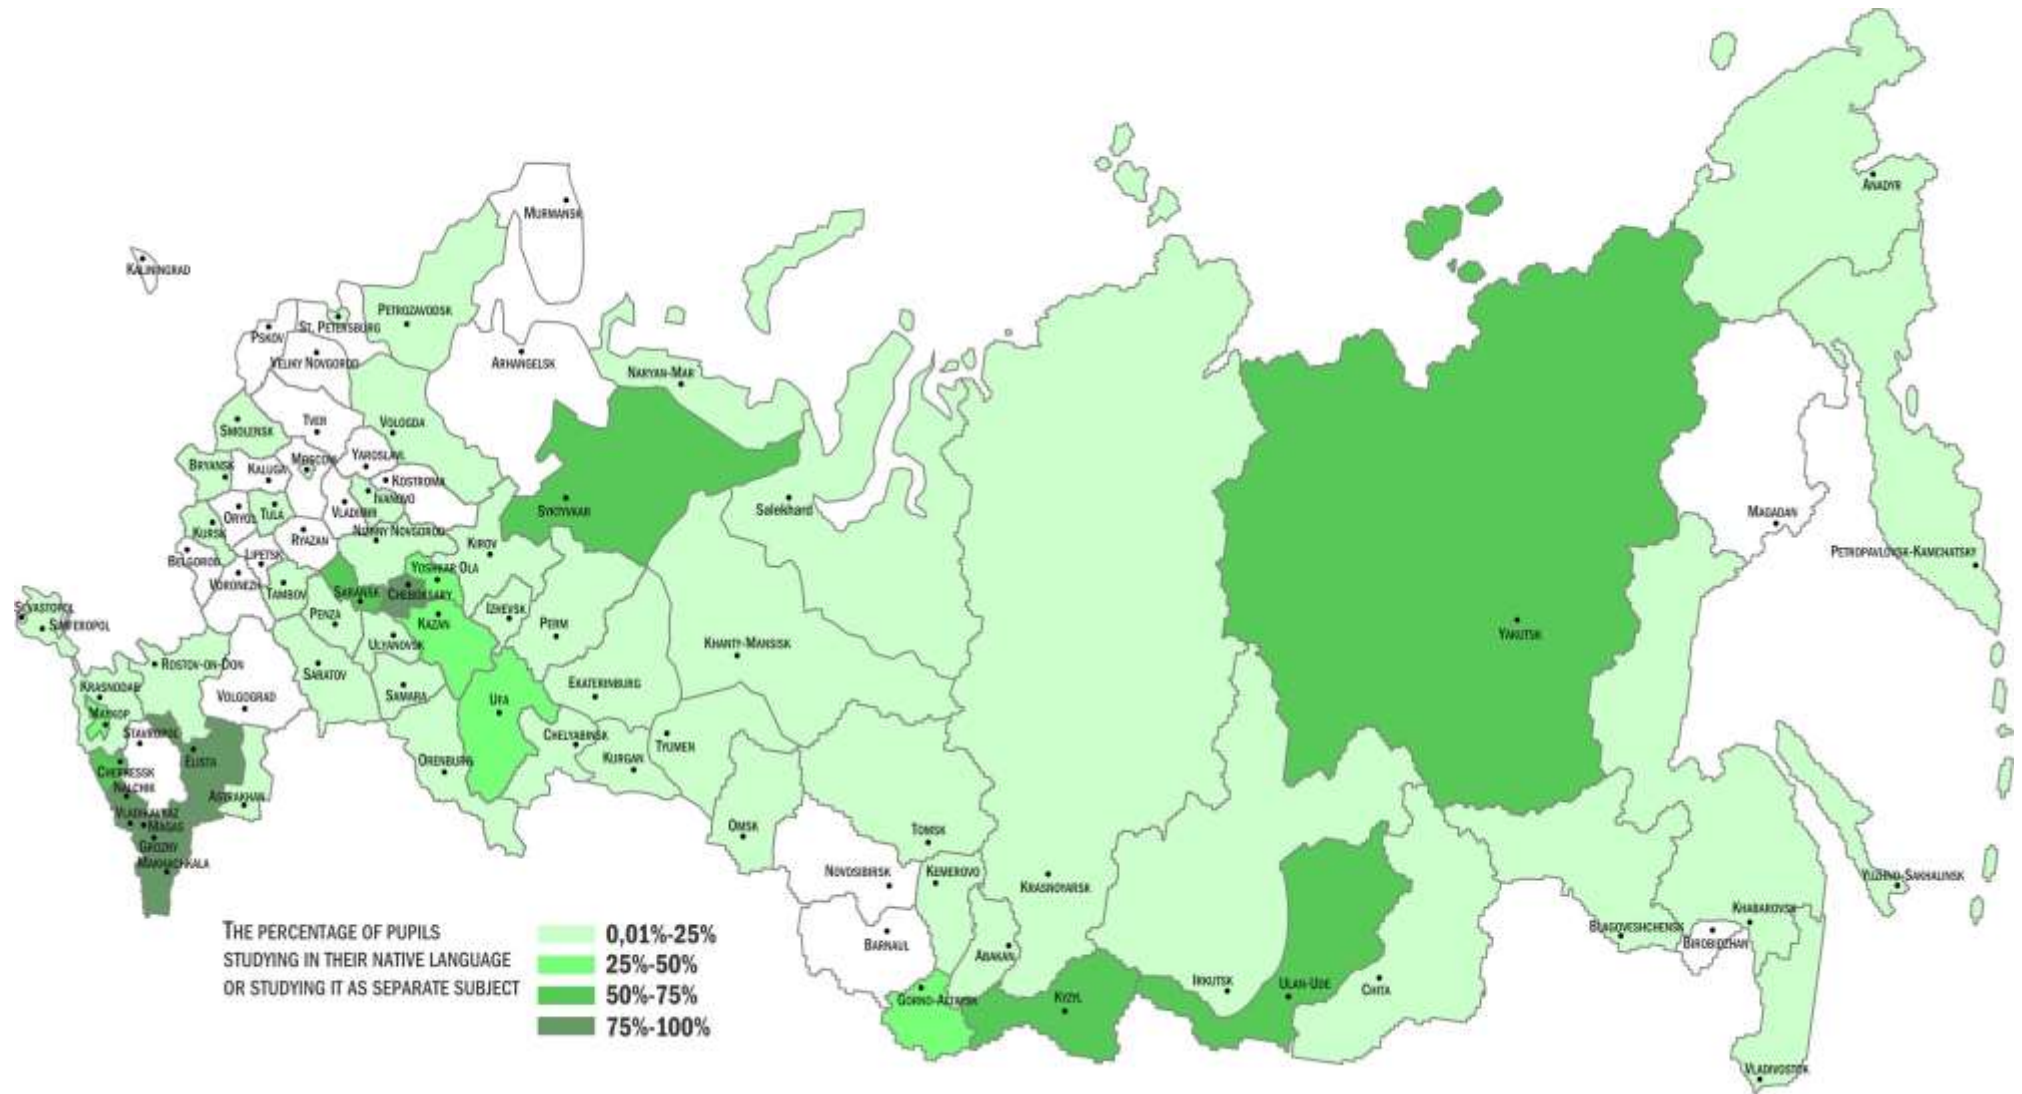 ANADYR
MURMANSK
KALININGRAD
PETROZAVODSK
ST. PETERSBURG
PSKOV
VELIKY NOVGOROD
ARHANGELSK
NARYAN-MAR
SMOLENSK
TVER
VOLOGDA
BRYANSK
KALUGA
MOSCOW
YAROSLAVL
KOSTROMA
IVANOVO
VLADIMIR
ORYOL
TULA
KURSK
RYAZAN
NIZHNY NOVGOROD
KIROV
SYKTYVKAR
Salekhard
MAGADAN
PETROPAVLOVSK-KAMCHATSKY
BELGOROD
LIPETSK
VORONEZH
TAMBOV
SARANSK
CHEBOKSARY
YOSHKAR OLA
SEVASTOPOL
SIMFEROPOL
PENZA
KAZAN
IZHEVSK
PERM
ULYANOVSK
KHANTY-MANSISK
YAKUTSK
ROSTOV-ON-DON
SARATOV
SAMARA
EKATERINBURG
KRASNODAR
VOLGOGRAD
UFA
MAYKOP
STAVROPOL
ELISTA
CHELYABINSK
KURGAN
TYUMEN
ORENBURG
CHERKESSK
NALCHIK
ASTRAKHAN
VLADIKAVKAZ
MAGAS
GROZNY
MAKHACHKALA
OMSK
TOMSK
NOVOSIBIRSK
KEMEROVO
KRASNOYARSK
BARNAUL
ABAKAN
GORNO-ALTAYSK
KYZYL
IRKUTSK
ULAN-UDE
CHITA
YUZHNO-SAKHALINSK
KHABAROVSK
BLAGOVESHCHENSK
BIROBIDZHAN
VLADIVOSTOK
THE PERCENTAGE OF PUPILS
STUDYING IN THEIR NATIVE LANGUAGE
OR STUDYING IT AS SEPARATE SUBJECT
0,01%-25%
25%-50%
50%-75%
75%-100%